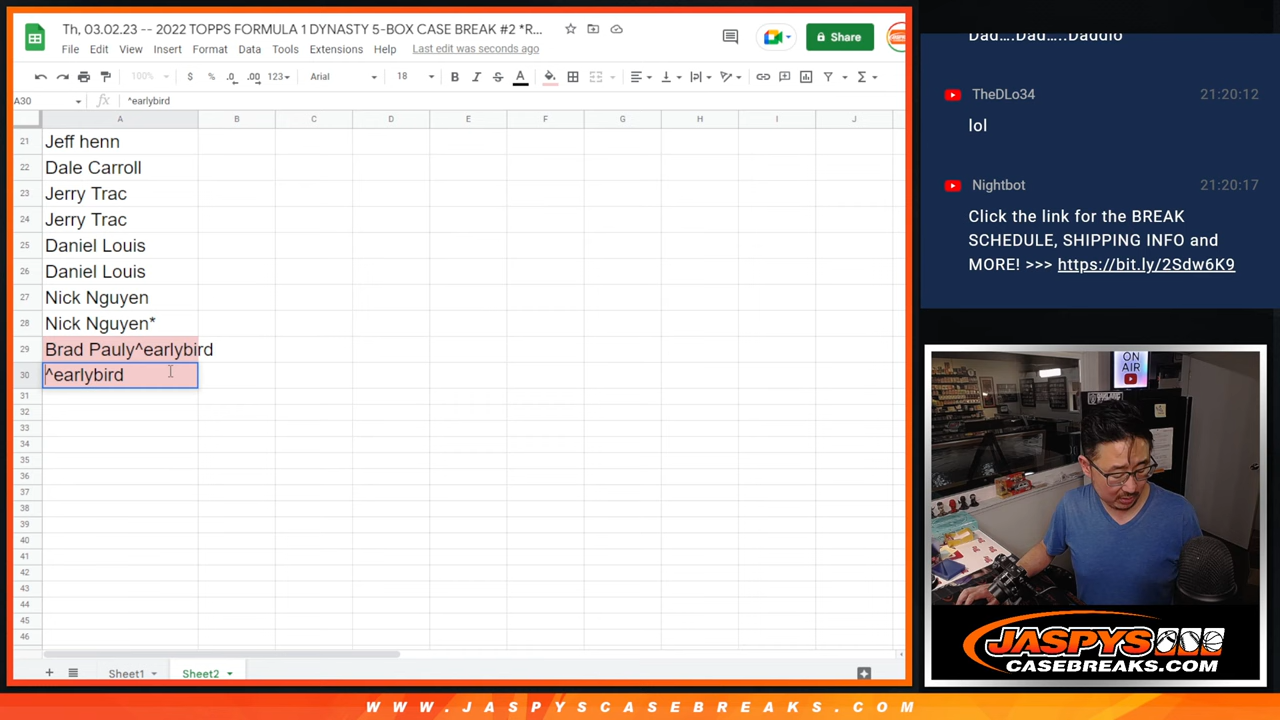 Th, 03.02.23 -- 2022 TOPPS FORMULA 1 DYNASTY 5-BOX CASE BREAK #2 *R...
File Edit View Insert Format Data Tools Extensions Help Last edit was seconds ago
Share
100% $ % .0 .00 123 Arial 18 B I A
A30 fx ^earlybird
A B C D E F G H I J
21 Jeff henn
22 Dale Carroll
23 Jerry Trac
24 Jerry Trac
25 Daniel Louis
26 Daniel Louis
27 Nick Nguyen
28 Nick Nguyen*
29 Brad Pauly^earlybird
30 ^earlybird
31
32
33
34
35
36
37
38
39
40
41
42
43
44
45
46
Sheet1 Sheet2
Dad....Dad.....Daddio
TheDLo34 21:20:12
lol
Nightbot 21:20:17
Click the link for the BREAK
SCHEDULE, SHIPPING INFO and
MORE! >>> https://bit.ly/2Sdw6K9
ON
AIR
JASPYS
CASEBREAKS.COM
WWW.JASPYSCASEBREAKS.COM